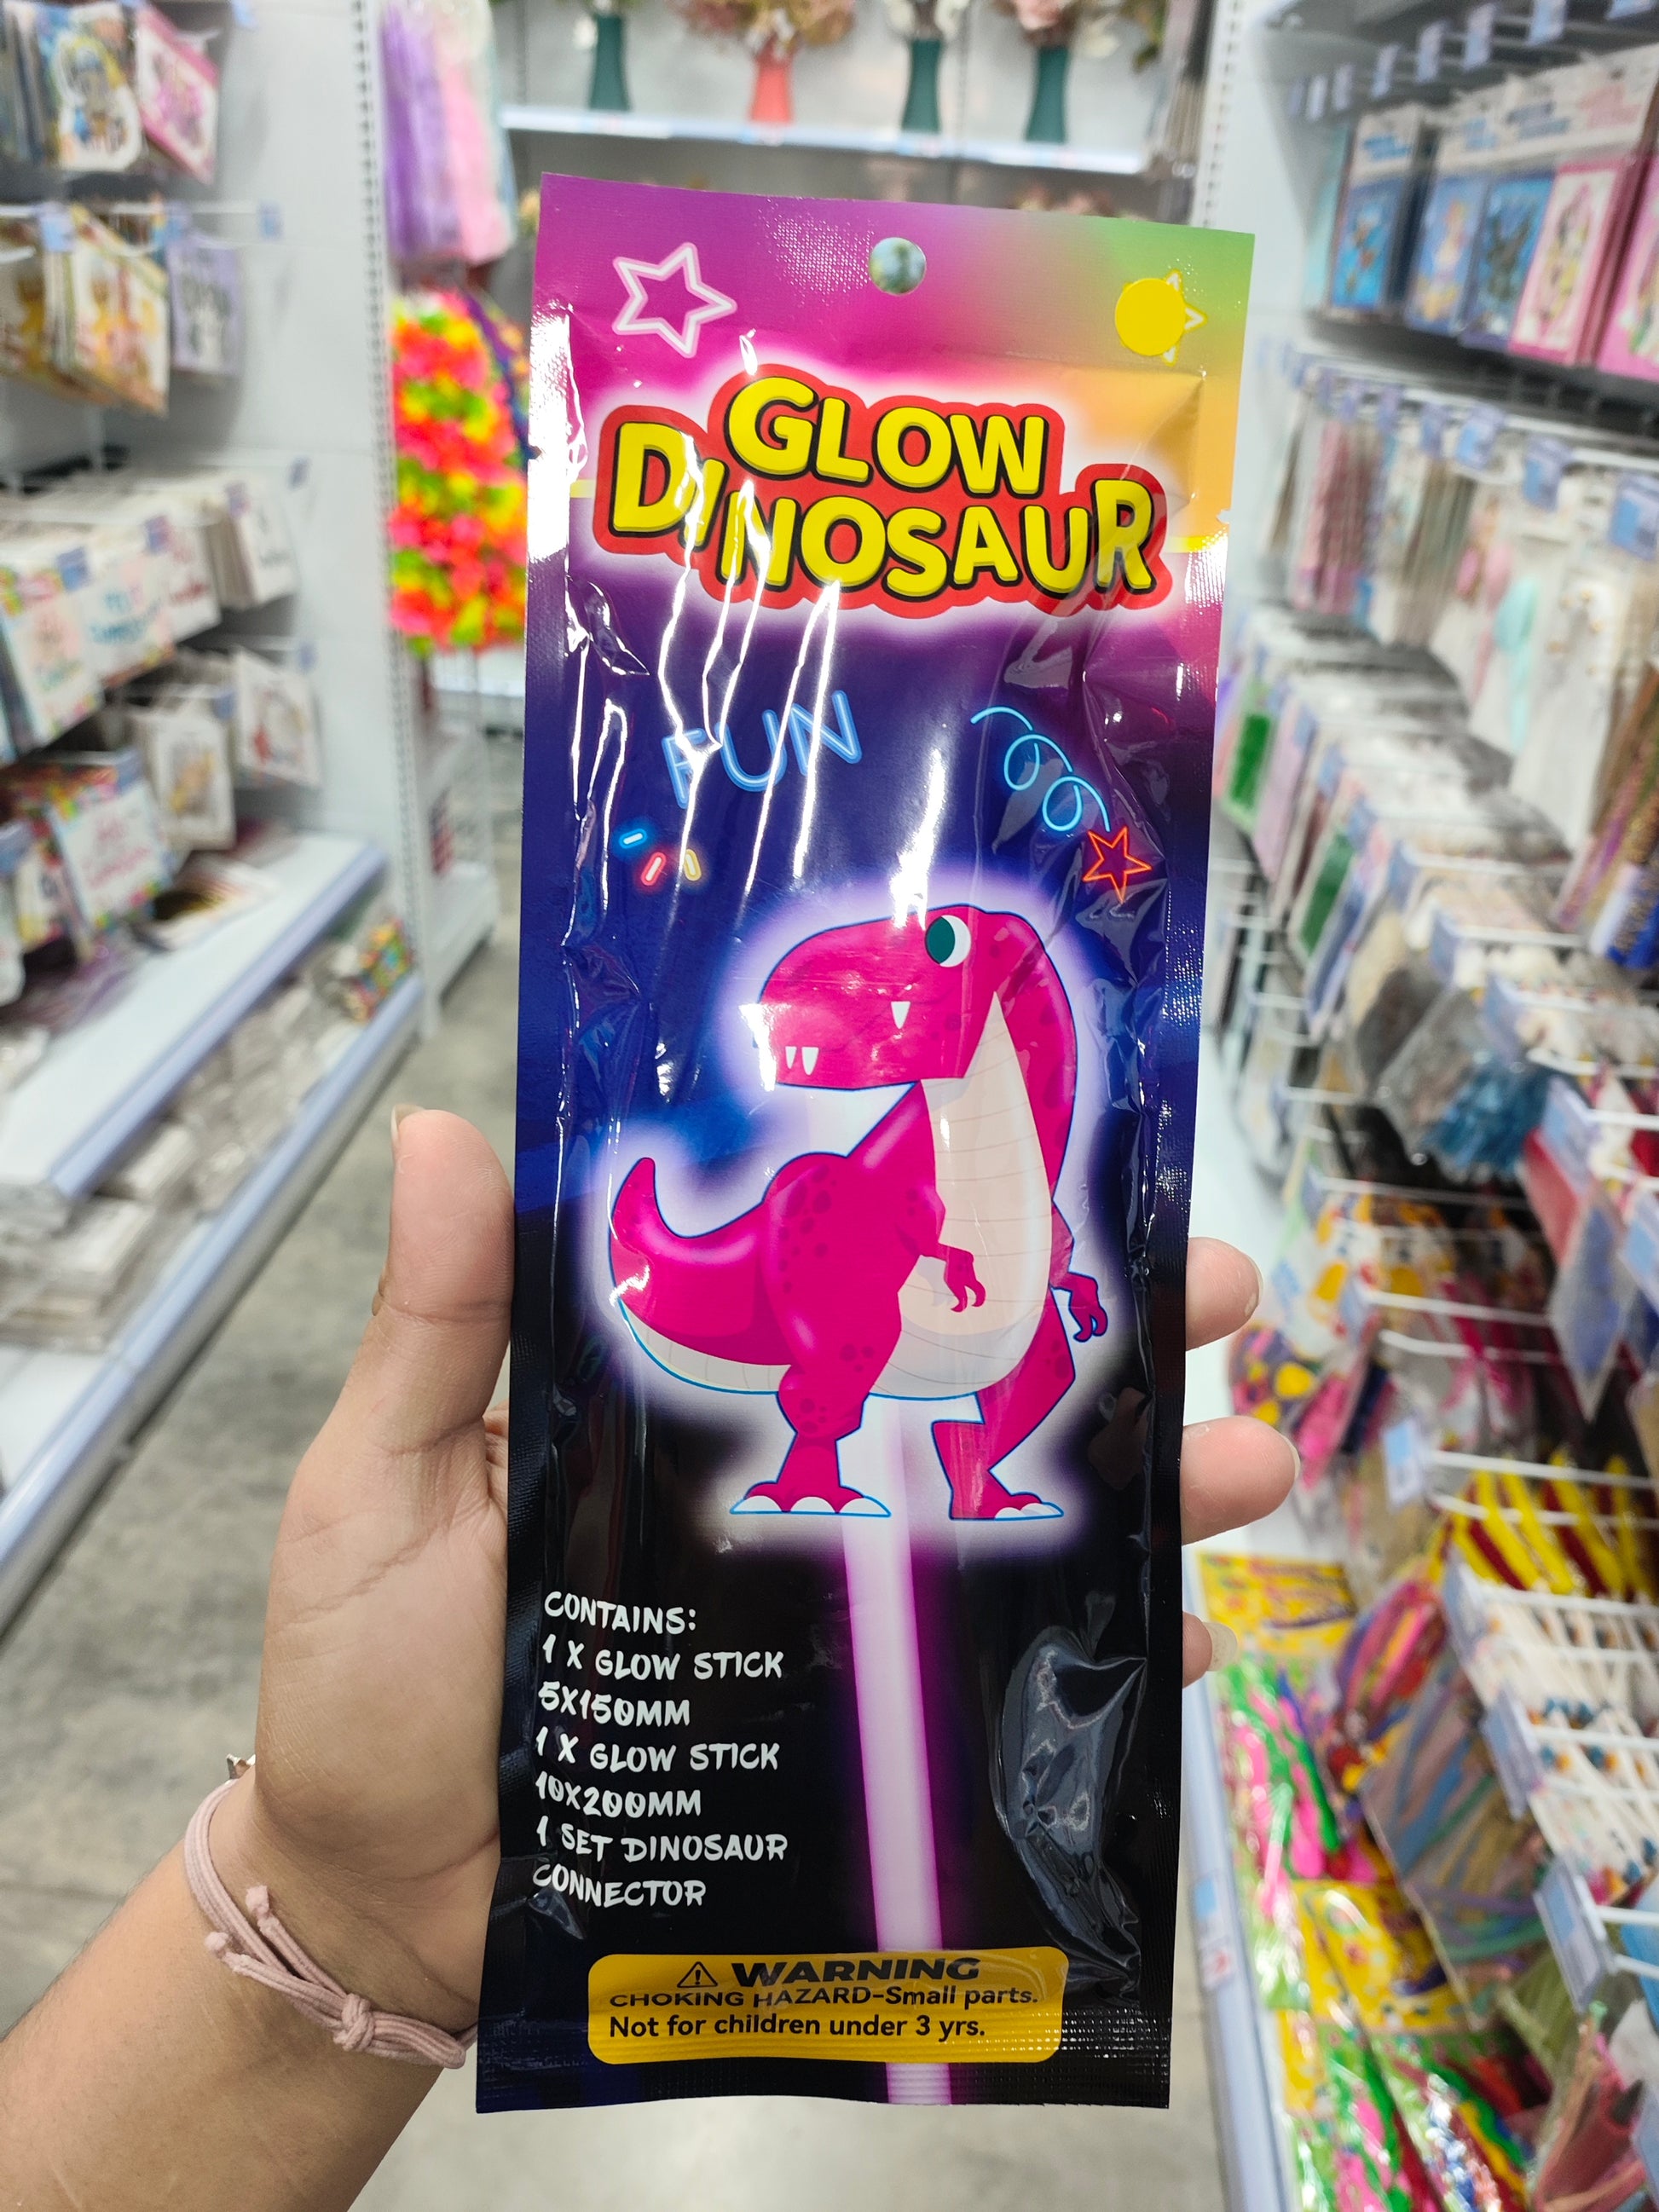 GLOW
DINOSAUR
FUN
CONTAINS:
1 X GLOW STICK
5X150MM
1 X GLOW STICK
10X200MM
1 SET DINOSAUR
CONNECTOR
WARNING
CHOKING HAZARD-Small parts.
Not for children under 3 yrs.